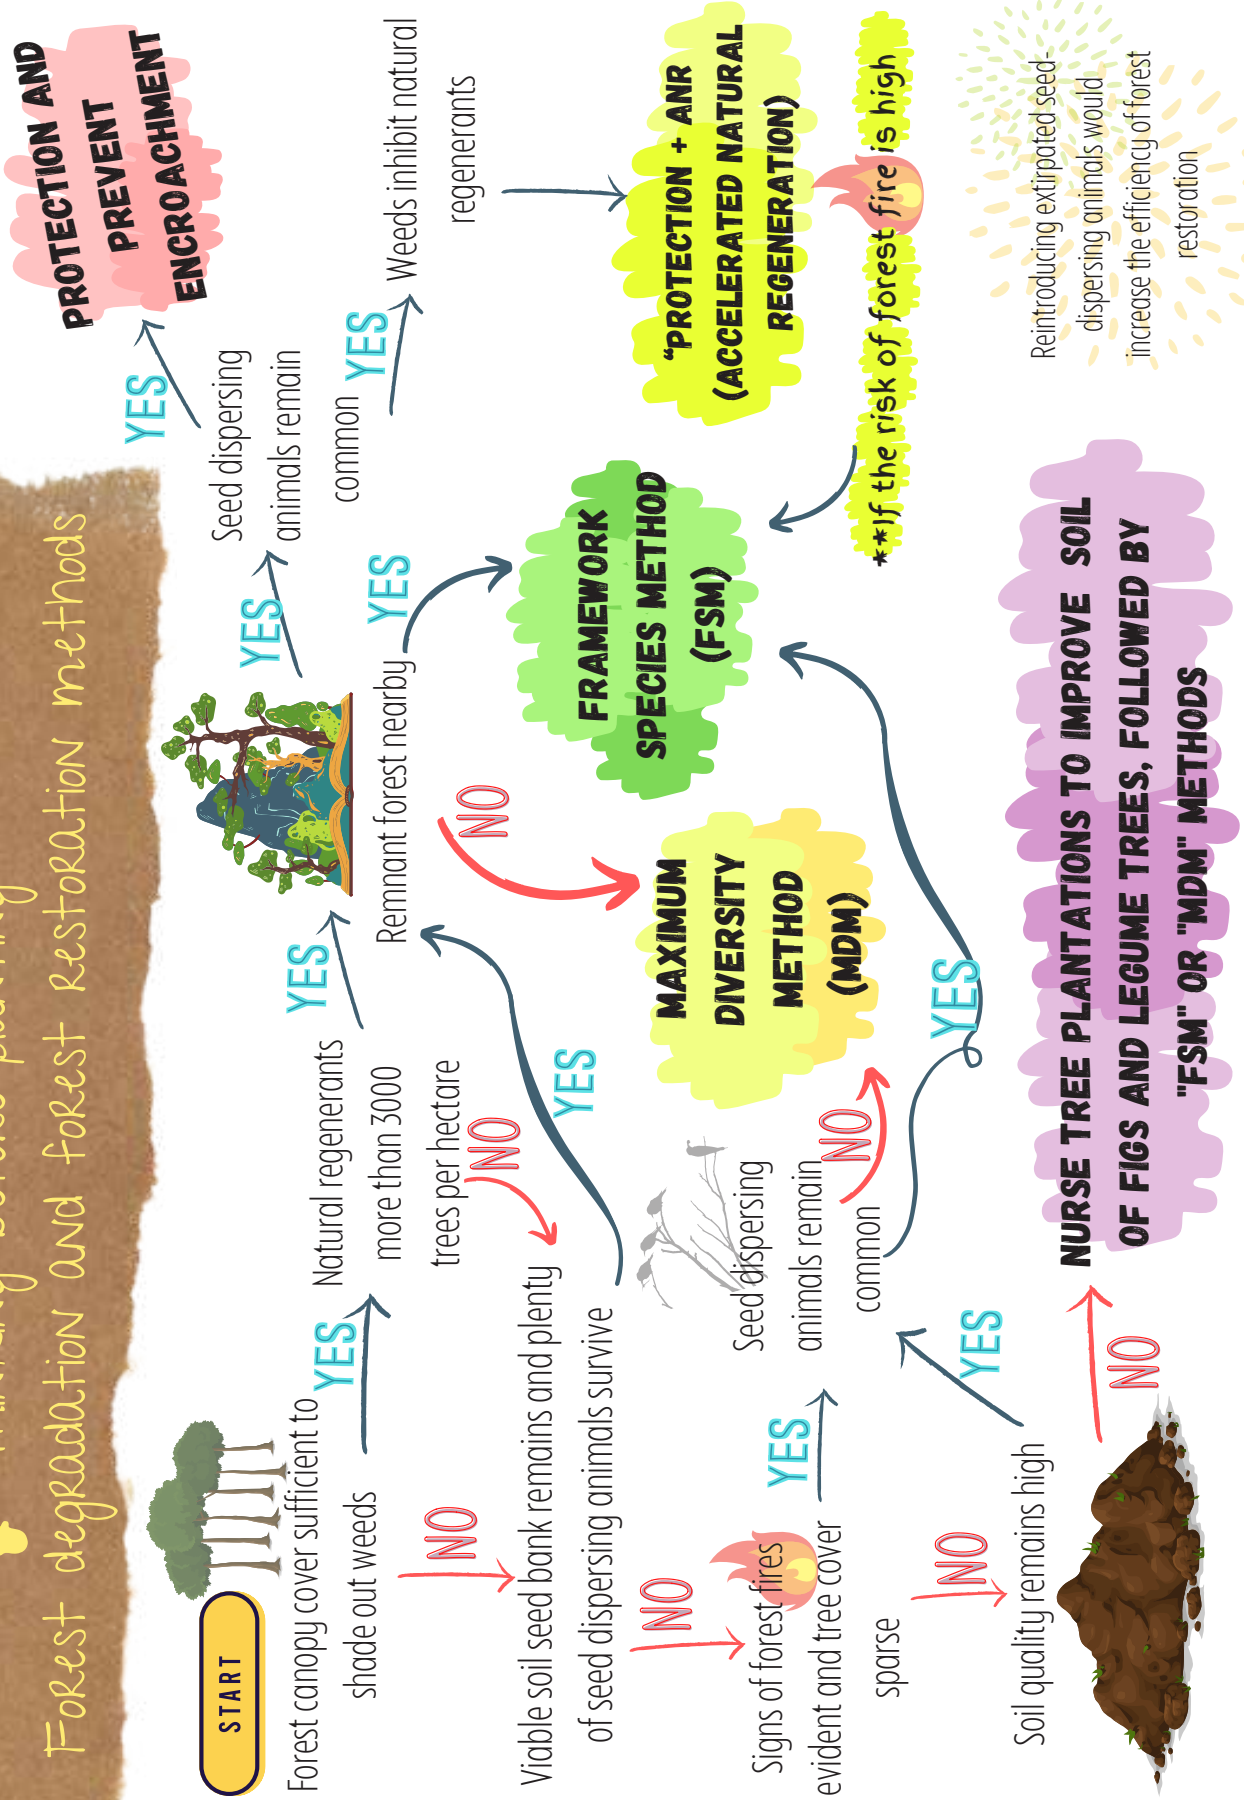 Forest degradation and forest restoration methods
START
Forest canopy cover sufficient to
shade out weeds
YES
NO
Natural regenerants
more than 3000
trees per hectare
YES
NO
Remnant forest nearby
YES
YES
NO
Seed dispersing
animals remain
common
YES
YES
PROTECTION AND
PREVENT
ENCROACHMENT
Weeds inhibit natural
regenerants
Viable soil seed bank remains and plenty
of seed dispersing animals survive
YES
NO
FRAMEWORK
SPECIES METHOD
(FSM)
"PROTECTION + ANR
(ACCELERATED NATURAL
REGENERATION)
**If the risk of forest fire is high
Signs of forest fires
evident and tree cover
sparse
YES
NO
Seed dispersing
animals remain
common
NO
YES
MAXIMUM
DIVERSITY
METHOD
(MDM)
Soil quality remains high
YES
NO
NURSE TREE PLANTATIONS TO IMPROVE SOIL
OF FIGS AND LEGUME TREES, FOLLOWED BY
"FSM" OR "MDM" METHODS
Reintroducing extirpated seed-
dispersing animals would
increase the efficiency of forest
restoration